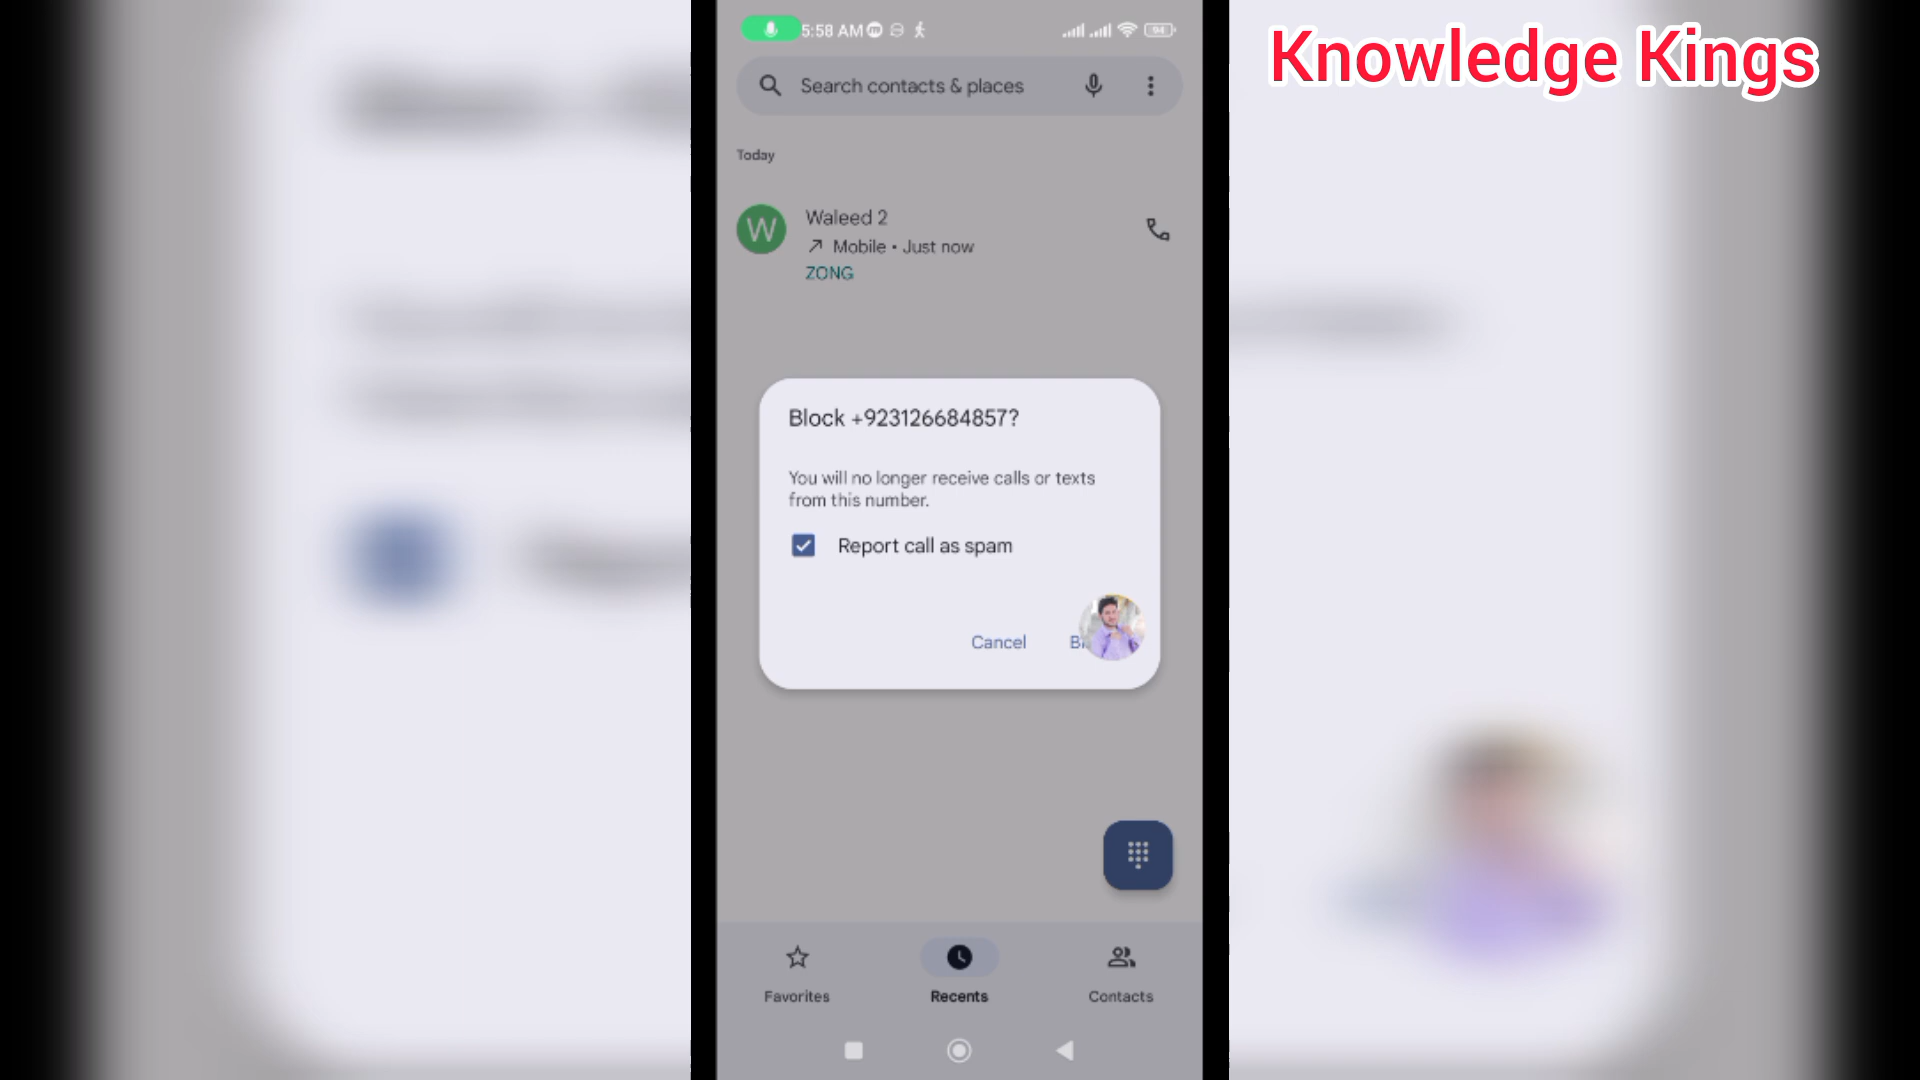 Knowledge Kings
5:58 AM
94
Search contacts & places
Today
W
Waleed 2
Mobile • Just now
ZONG
Block +923126684857?
You will no longer receive calls or texts
from this number.
Report call as spam
Cancel
Favorites
Recents
Contacts